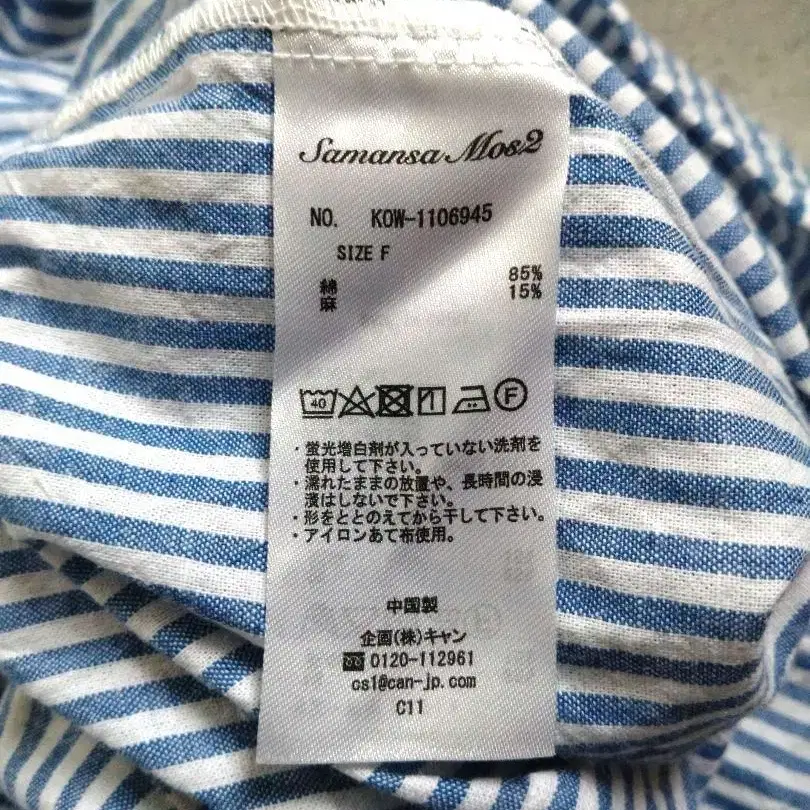 Samansa Mos2
NO. KOW-1106945
SIZE F
綿 85%
麻 15%
40
F
・蛍光増白剤が入っていない洗剤を
使用して下さい。
・濡れたままの放置や、長時間の浸
漬はしないで下さい。
・形をととのえてから干して下さい。
・アイロンあて布使用。
中国製
企画(株)キャン
0120-112961
cs1@can-jp.com
C11